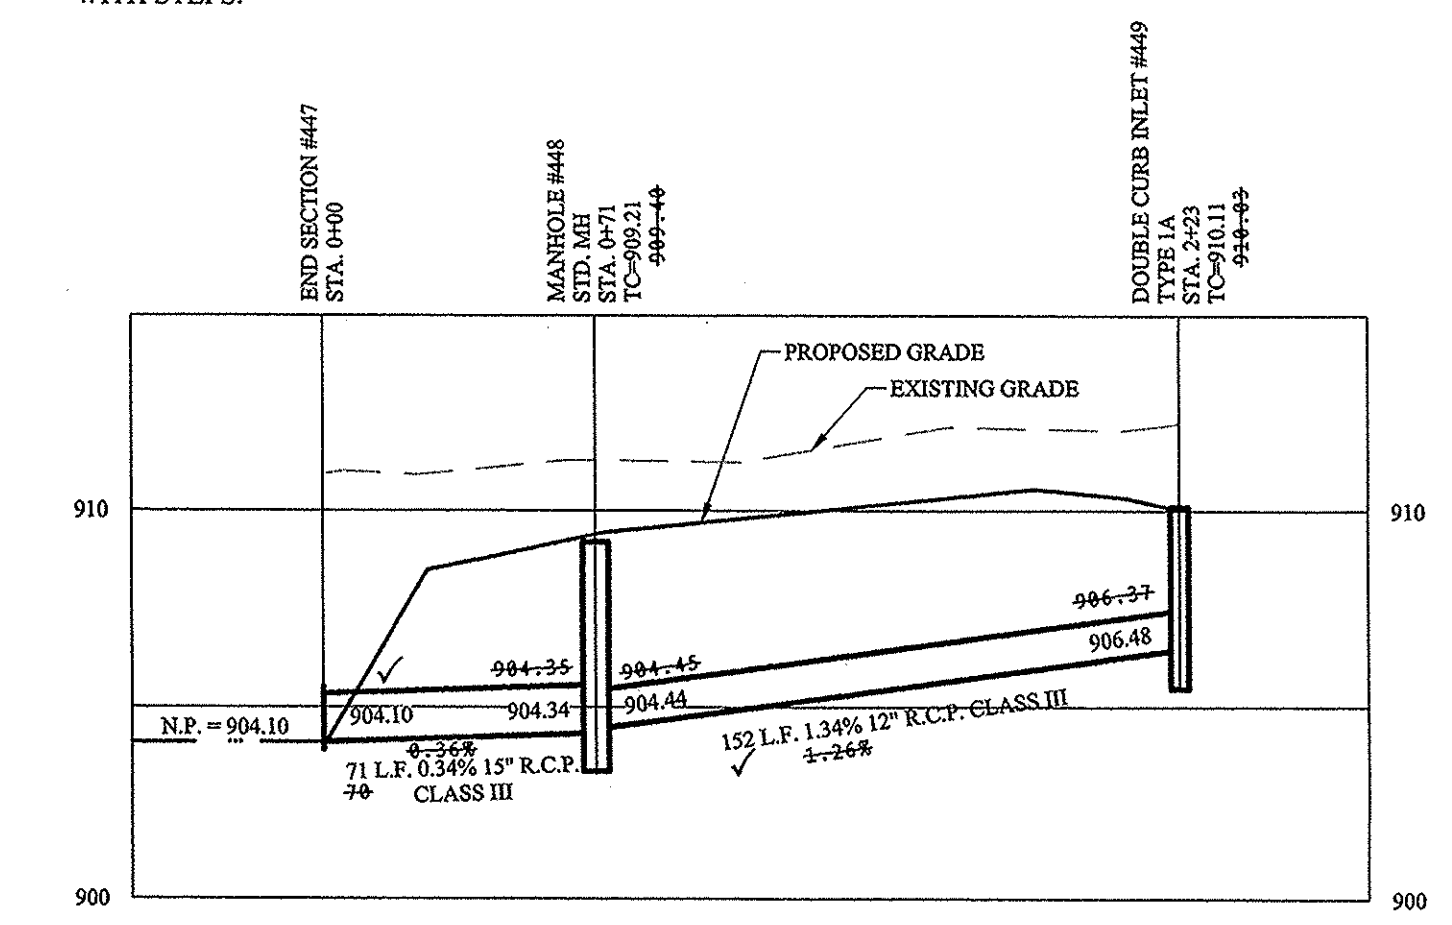 END SECTION #447
STA. 0+00
MANHOLE #448
STD. MH
STA. 0+71
TC=909.21
909.40
DOUBLE CURB INLET #449
TYPE 1A
STA. 2+23
TC=910.11
910.03
PROPOSED GRADE
EXISTING GRADE
910
910
906.37
906.48
904.35
904.45
904.10
904.34
904.44
N.P. = 904.10
0.36%
71 L.F. 0.34% 15" R.C.P.
70
CLASS III
152 L.F. 1.34% 12" R.C.P. CLASS III
1.26%
900
900